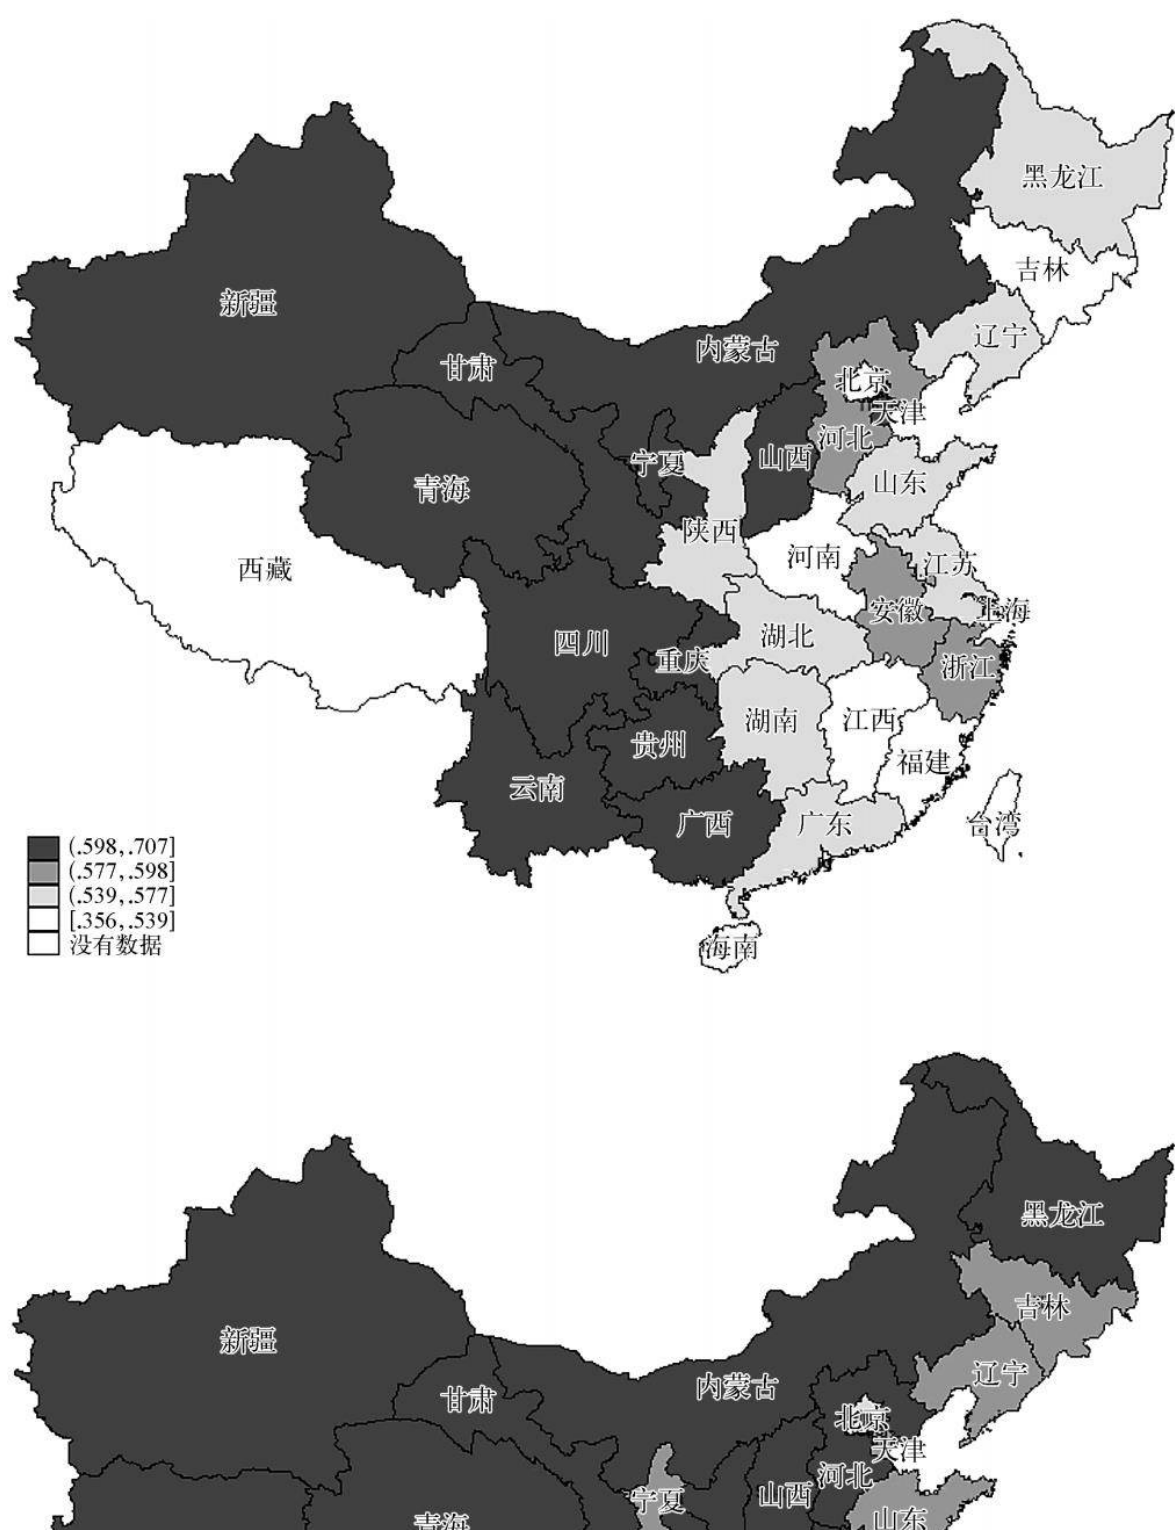 黑龙江
吉林
新疆
辽宁
内蒙古
甘肃
北京
天津
河北
山西
宁夏
山东
青海
陕西
河南
江苏
西藏
安徽
上海
湖北
四川
重庆
浙江
湖南
江西
贵州
福建
云南
广西
广东
台湾
(.598,.707]
(.577,.598]
(.539,.577]
[.356,.539]
没有数据
海南
黑龙江
吉林
新疆
辽宁
内蒙古
甘肃
北京
天津
河北
山西
宁夏
山东
青海